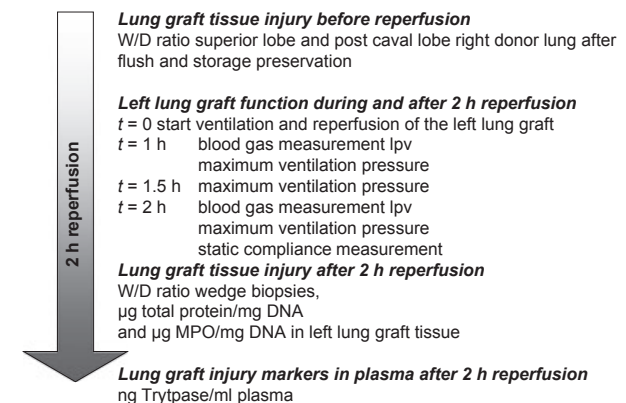 Lung graft tissue injury before reperfusion
W/D ratio superior lobe and post caval lobe right donor lung after
flush and storage preservation
Left lung graft function during and after 2 h reperfusion
t = 0 start ventilation and reperfusion of the left lung graft
t = 1 h blood gas measurement lpv
maximum ventilation pressure
t = 1.5 h maximum ventilation pressure
t = 2 h blood gas measurement lpv
maximum ventilation pressure
static compliance measurement
2 h reperfusion
Lung graft tissue injury after 2 h reperfusion
W/D ratio wedge biopsies,
µg total protein/mg DNA
and µg MPO/mg DNA in left lung graft tissue
Lung graft injury markers in plasma after 2 h reperfusion
ng Trytpase/ml plasma